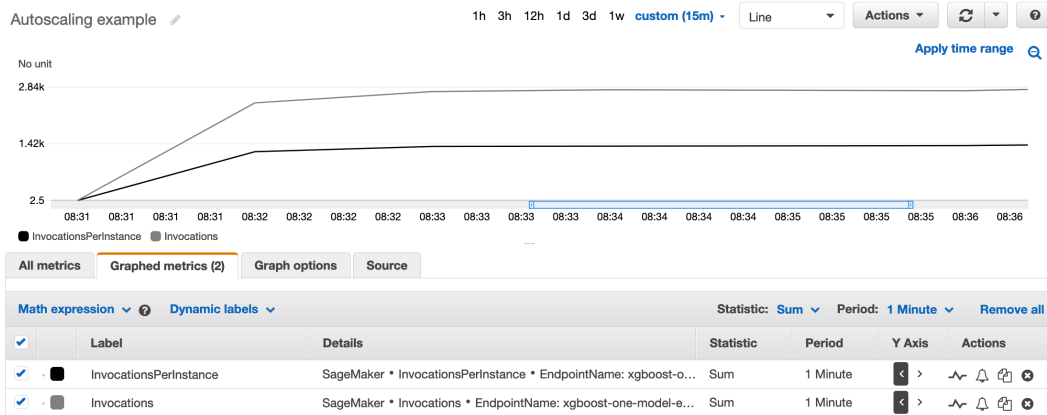 Autoscaling example
1h 3h 12h 1d 3d 1w custom (15m) Line Actions
Apply time range
No unit
2.84k
1.42k
2.5
08:31 08:31 08:31 08:31 08:32 08:32 08:32 08:32 08:33 08:33 08:33 08:33 08:34 08:34 08:34 08:34 08:35 08:35 08:35 08:35 08:36 08:36
InvocationsPerInstance Invocations
All metrics Graphed metrics (2) Graph options Source
Math expression ? Dynamic labels Statistic: Sum Period: 1 Minute Remove all
Label Details Statistic Period Y Axis Actions
InvocationsPerInstance SageMaker • InvocationsPerInstance • EndpointName: xgboost-o... Sum 1 Minute < >
Invocations SageMaker • Invocations • EndpointName: xgboost-one-model-e... Sum 1 Minute < >